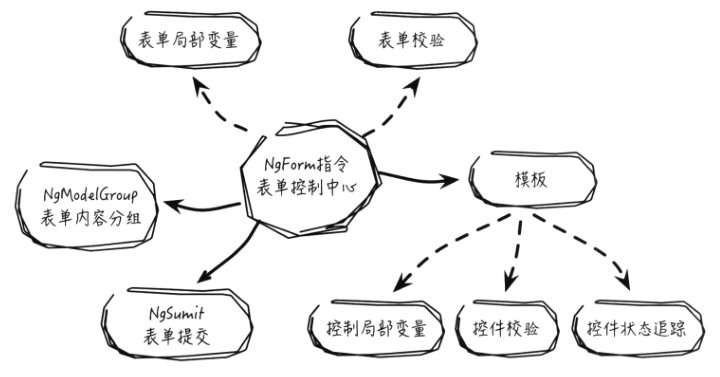 表单局部变量
表单校验
NgForm指令
表单控制中心
NgModelGroup
表单内容分组
模板
NgSumit
表单提交
控制局部变量
控件校验
控件状态追踪